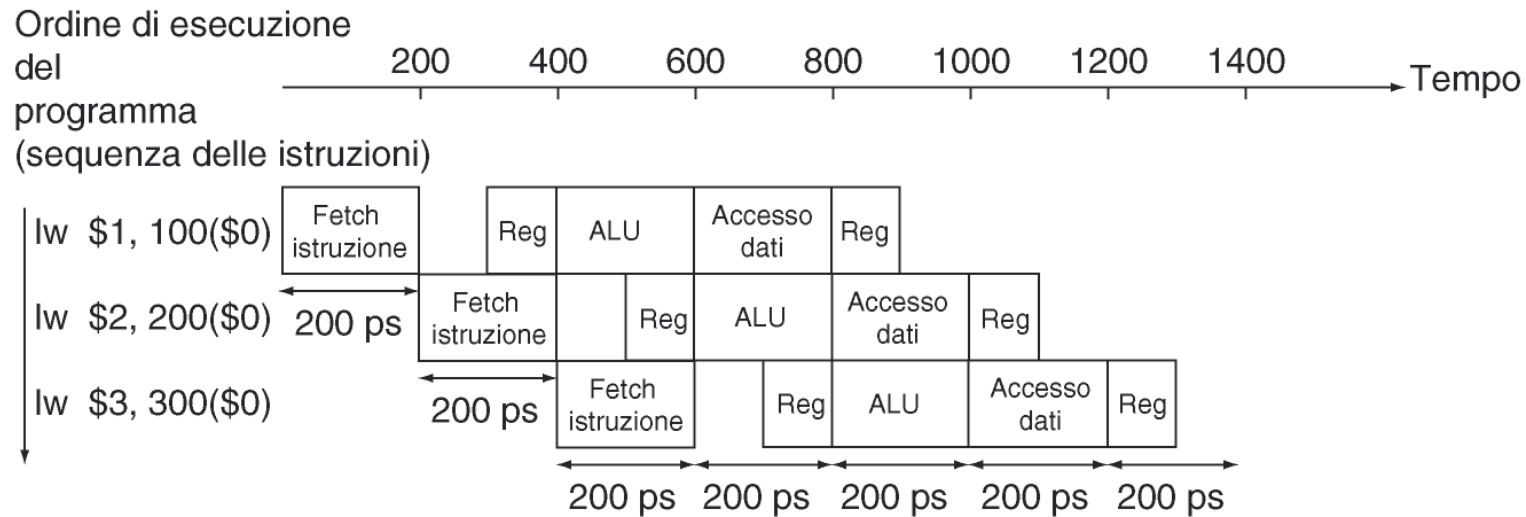 Ordine di esecuzione
del
programma
(sequenza delle istruzioni)
200 400 600 800 1000 1200 1400 Tempo
lw $1, 100($0) Fetch istruzione Reg ALU Accesso dati Reg
lw $2, 200($0) 200 ps Fetch istruzione Reg ALU Accesso dati Reg
lw $3, 300($0) 200 ps Fetch istruzione Reg ALU Accesso dati Reg
200 ps 200 ps 200 ps 200 ps 200 ps